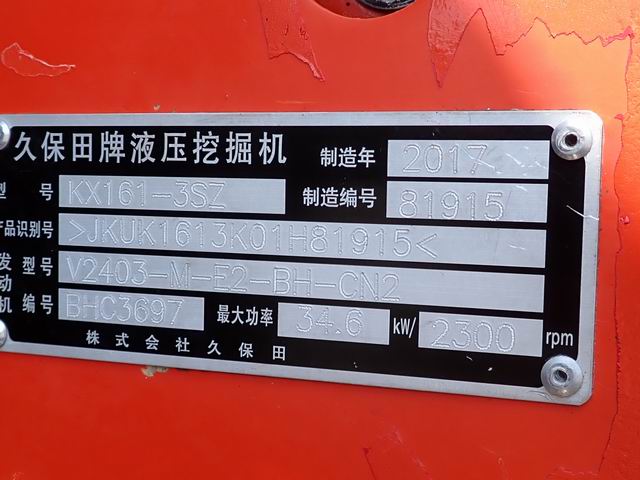 久保田牌液压挖掘机 制造年 2017
型 号 KX161-3SZ 制造编号 81915
产品识别号 >JKUK1613K01H81915<
发动机 型号 V2403-M-E2-BH-CN2
编号 BHC3697 最大功率 34.6 kW/ 2300 rpm
株式会社久保田